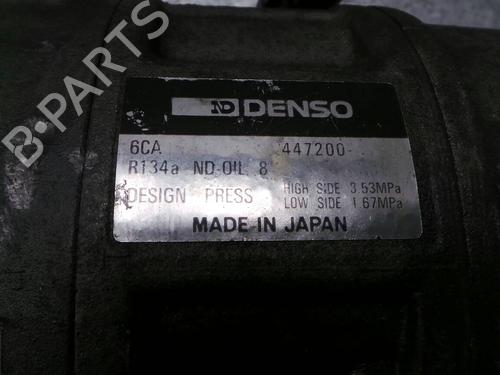 B-PARTS
ND DENSO
6CA 447200-
R134a ND-OIL 8
DESIGN PRESS HIGH SIDE 3.53MPa
LOW SIDE 1.67MPa
MADE IN JAPAN